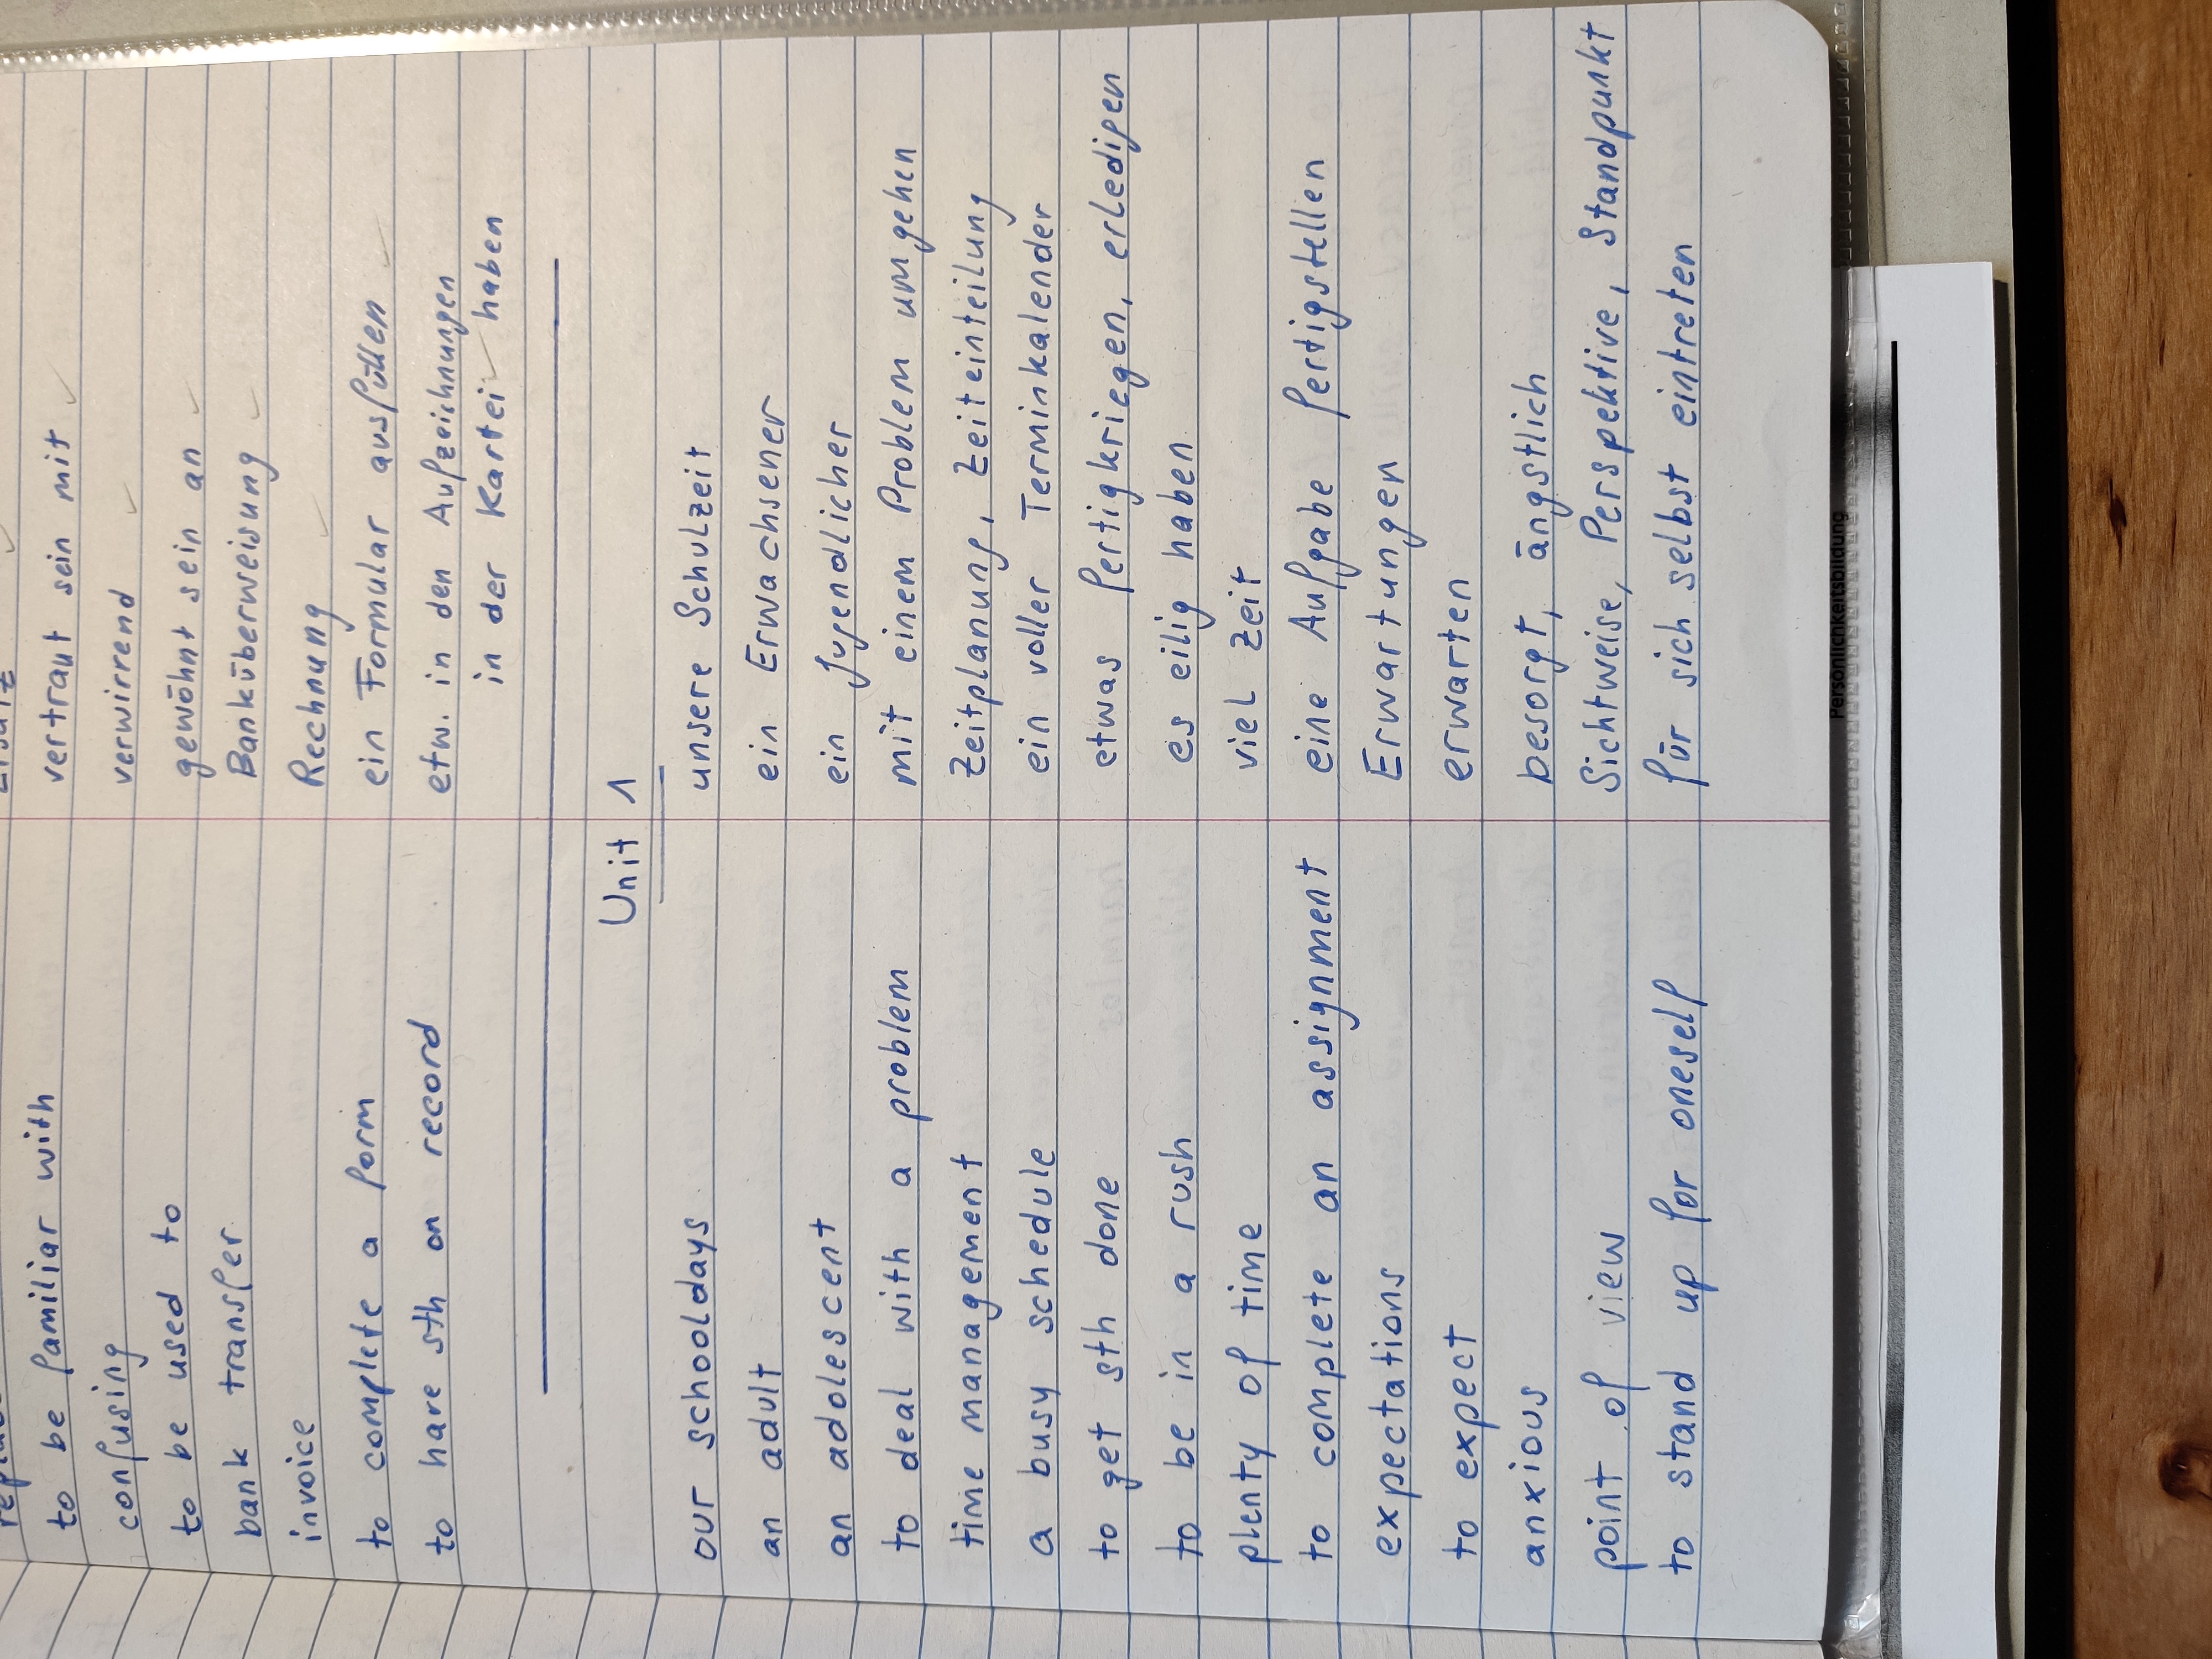 to be familiar with vertraut sein mit ✓
confusing verwirrend ✓
to be used to gewöhnt sein an ✓
bank transfer Banküberweisung ✓
invoice Rechnung ✓
to complete a form ein Formular ausfüllen ✓
to have sth on record etw. in den Aufzeichnungen
in der Kartei ✓ haben
Unit 1
our schooldays unsere Schulzeit
an adult ein Erwachsener
an adolescent ein Jugendlicher
to deal with a problem mit einem Problem umgehen
time management Zeitplanung, Zeiteinteilung
a busy schedule ein voller Terminkalender
to get sth done etwas fertigkriegen, erledigen
to be in a rush es eilig haben
plenty of time viel Zeit
to complete an assignment eine Aufgabe fertigstellen
expectations Erwartungen
to expect erwarten
anxious besorgt, ängstlich
point of view Sichtweise, Perspektive, Standpunkt
to stand up for oneself für sich selbst eintreten
Persönlichkeitsbildung